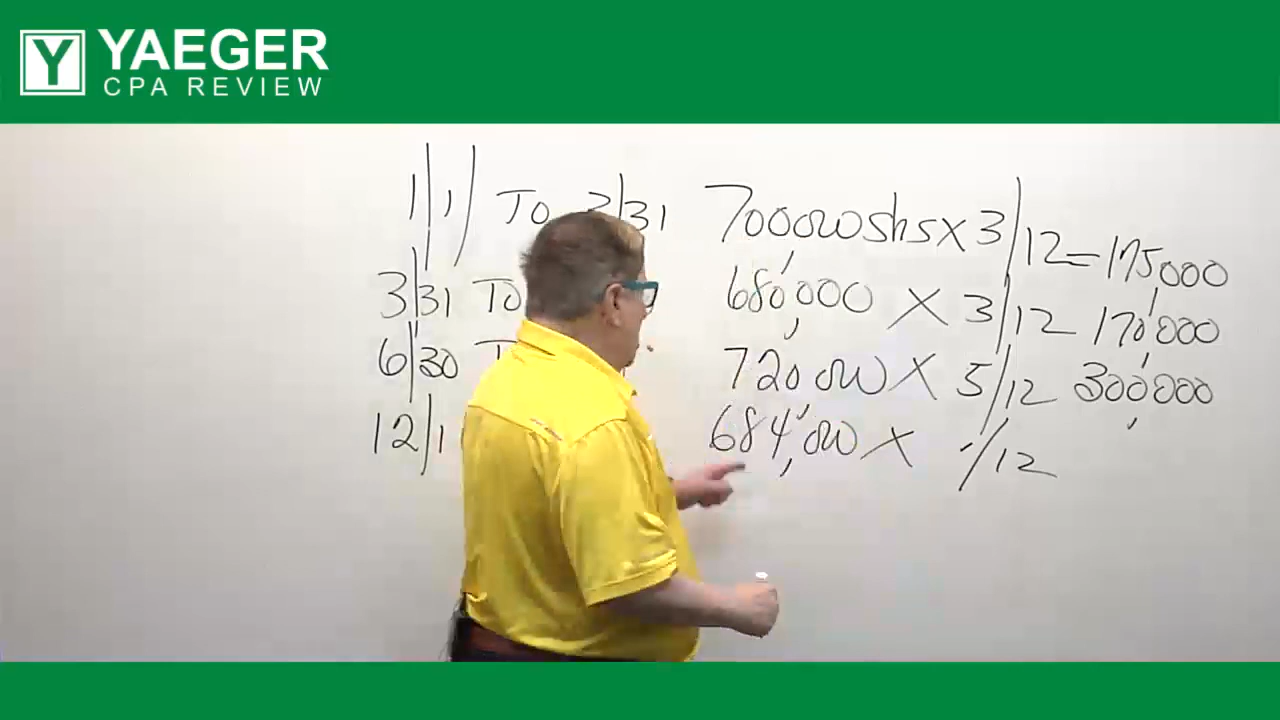 Y YAEGER
CPA REVIEW
1/1 TO 3/31 700,000 shs x 3/12 = 175,000
3/31 TO 680,000 X 3/12 170,000
6/30 720,000 X 5/12 300,000
12/1 684,000 X 1/12